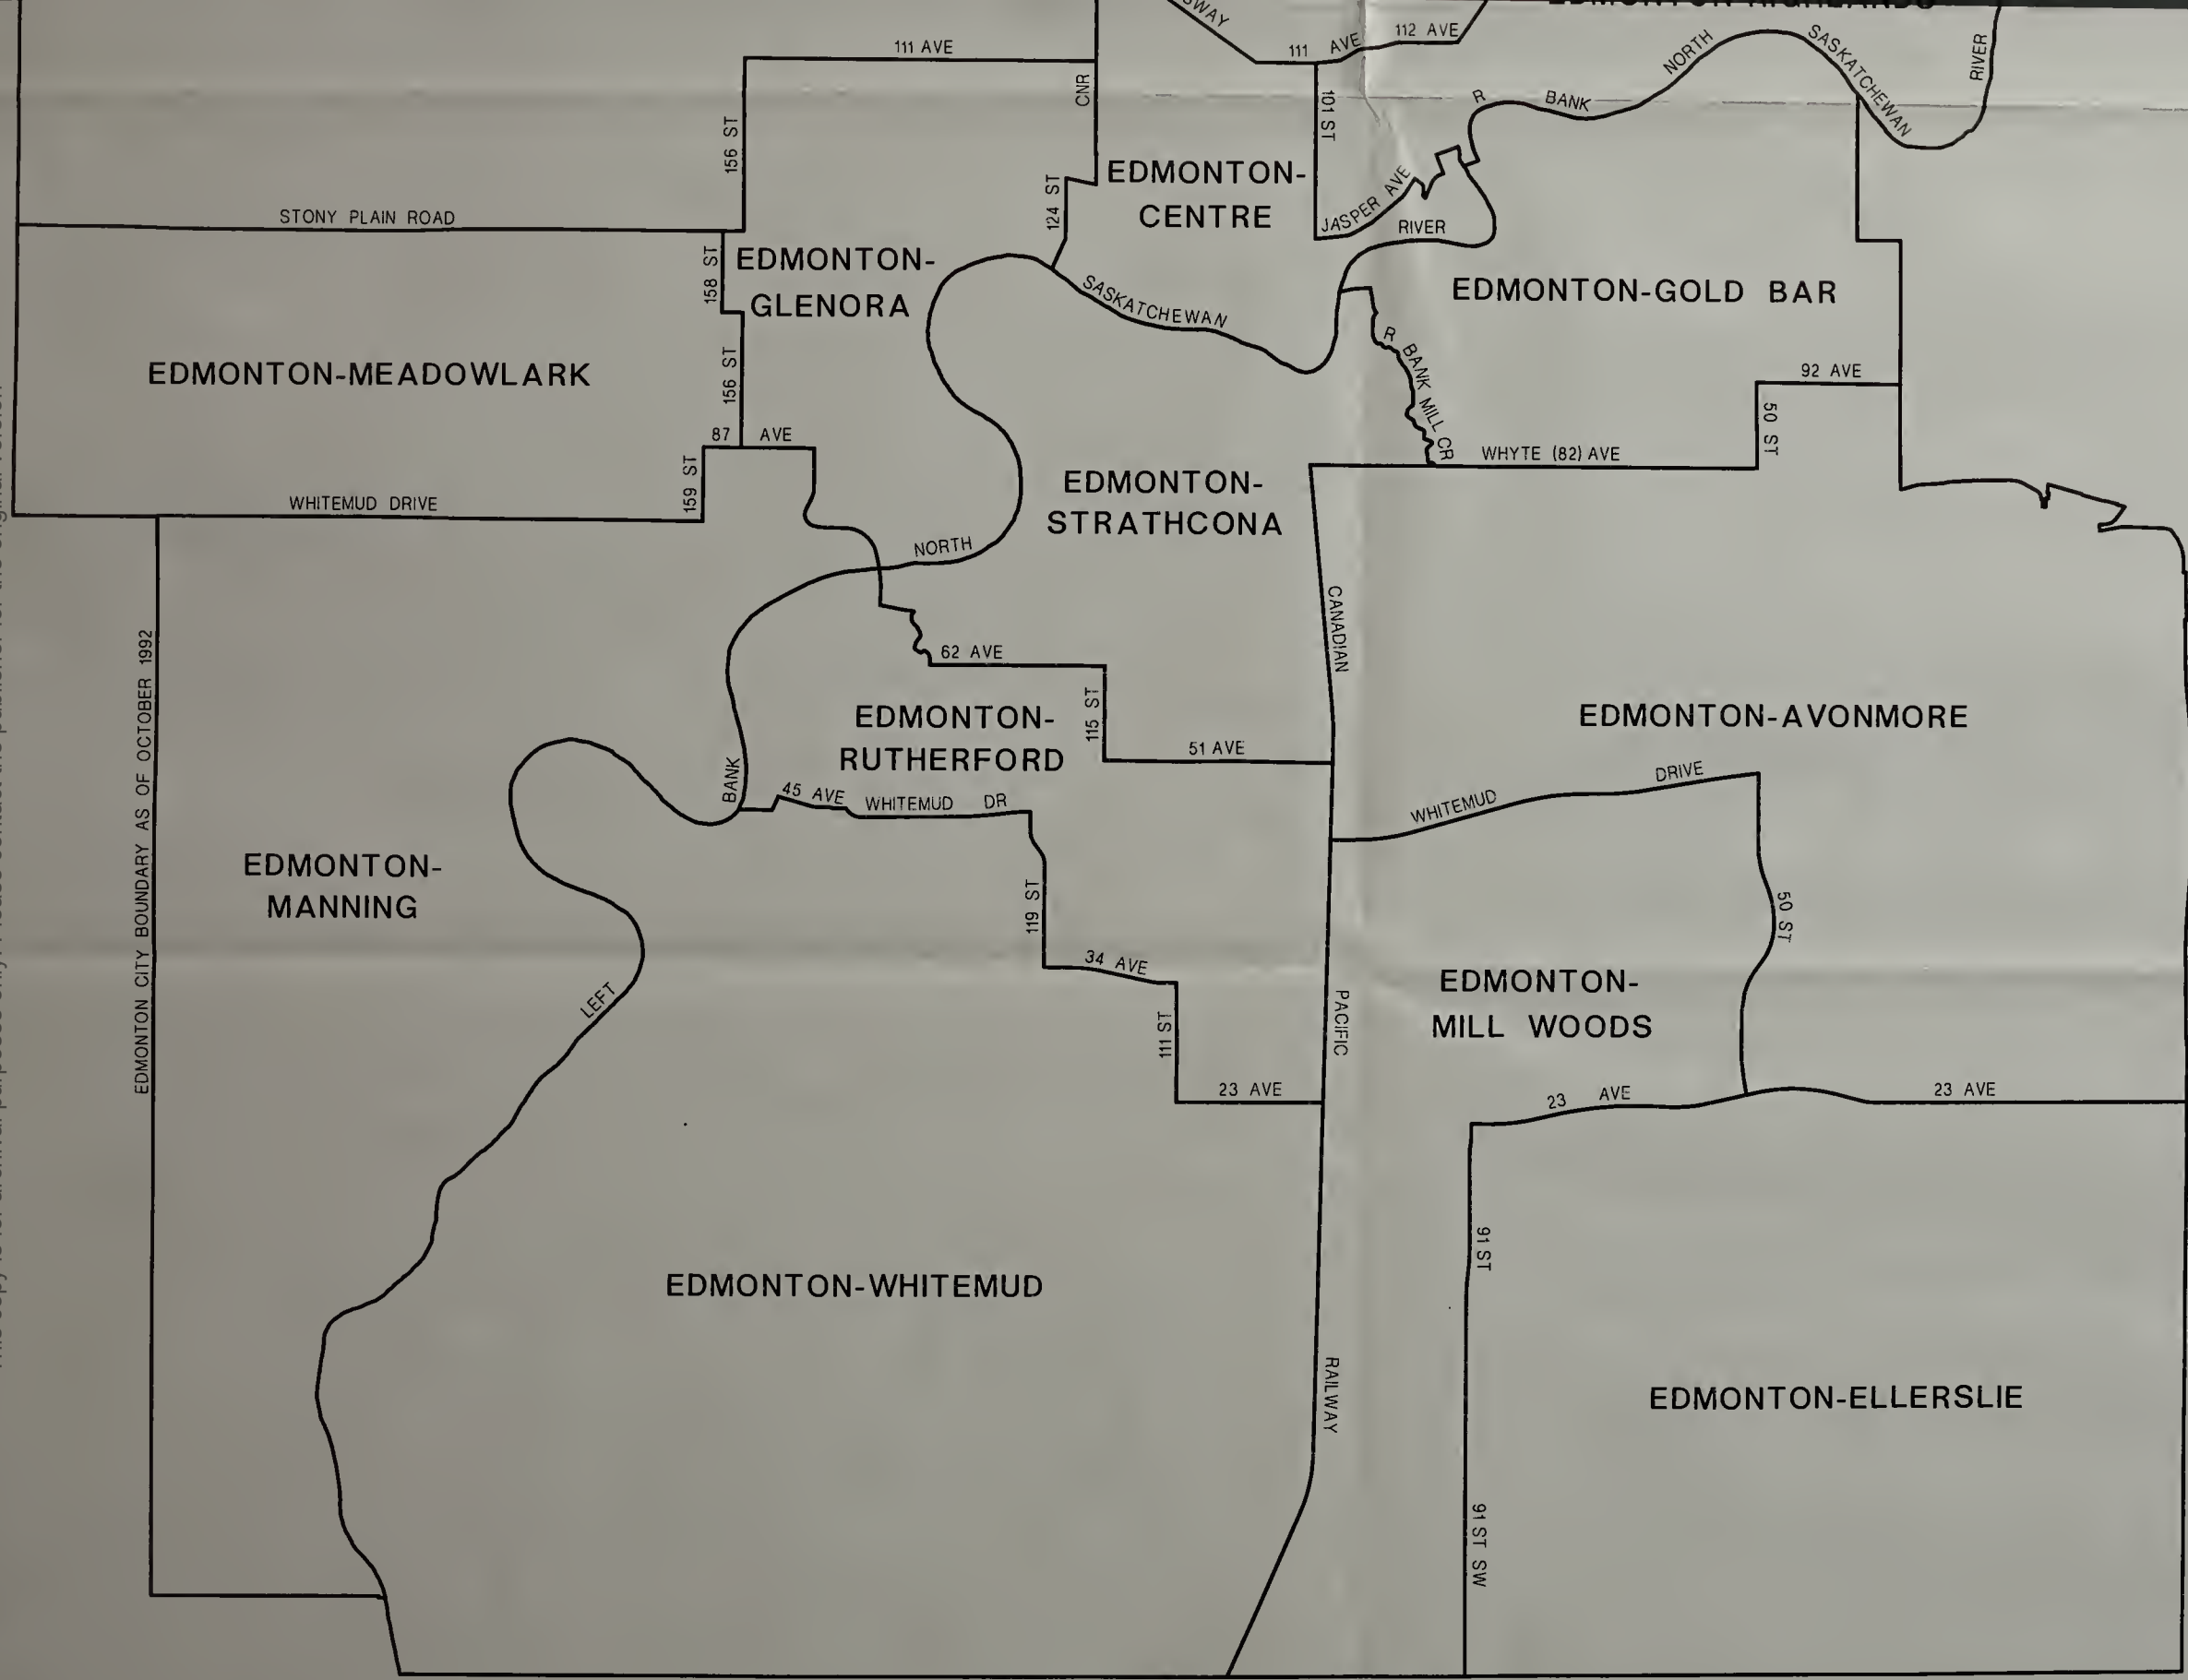 111 AVE
111 AVE
112 AVE
NORTH
SASKATCHEWAN
RIVER
CNR
101 ST
R BANK
156 ST
124 ST
EDMONTON-
CENTRE
JASPER AVE
RIVER
STONY PLAIN ROAD
158 ST
EDMONTON-
GLENORA
SASKATCHEWAN
EDMONTON-GOLD BAR
R BANK MILL CR
EDMONTON-MEADOWLARK
156 ST
92 AVE
50 ST
87 AVE
159 ST
WHYTE (82) AVE
WHITEMUD DRIVE
EDMONTON-
STRATHCONA
NORTH
CANADIAN
EDMONTON CITY BOUNDARY AS OF OCTOBER 1992
62 AVE
115 ST
EDMONTON-
RUTHERFORD
51 AVE
EDMONTON-AVONMORE
BANK
45 AVE
WHITEMUD DR
WHITEMUD DRIVE
EDMONTON-
MANNING
119 ST
50 ST
34 AVE
LEFT
EDMONTON-
MILL WOODS
111 ST
PACIFIC
23 AVE
23 AVE
23 AVE
91 ST
EDMONTON-WHITEMUD
RAILWAY
EDMONTON-ELLERSLIE
91 ST SW